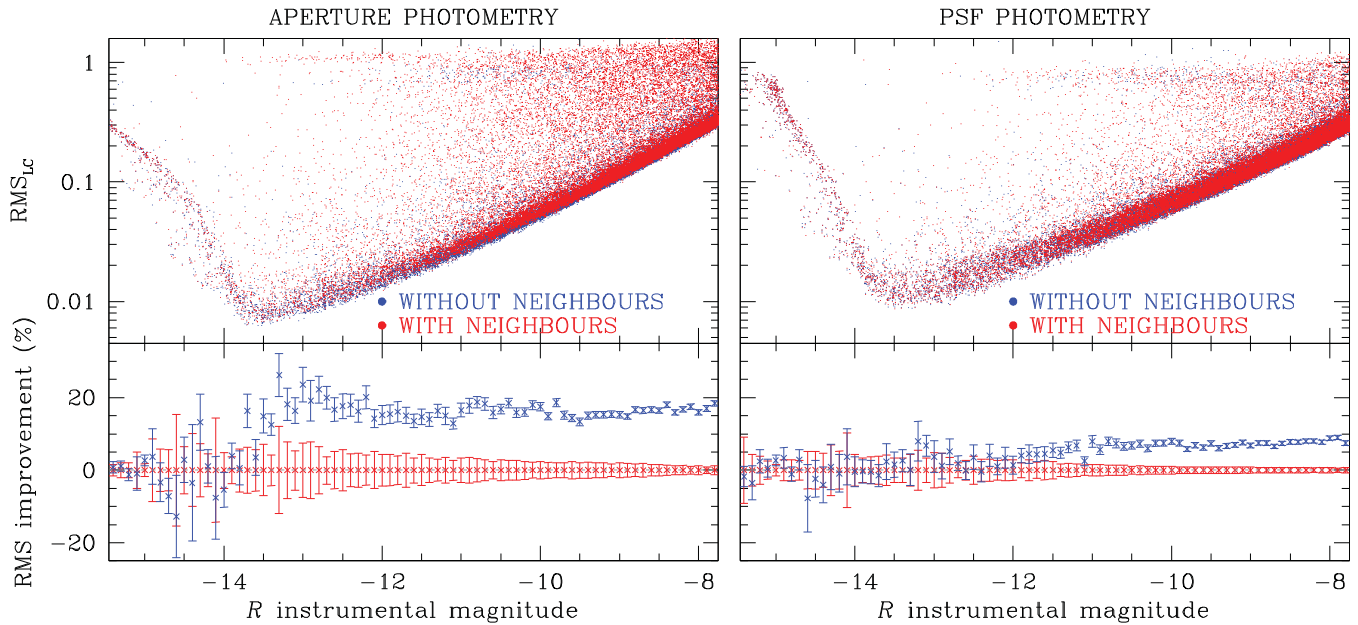 APERTURE PHOTOMETRY
PSF PHOTOMETRY
RMS_LC
1
0.1
0.01
WITHOUT NEIGHBOURS
WITH NEIGHBOURS
WITHOUT NEIGHBOURS
WITH NEIGHBOURS
RMS improvement (%)
20
0
−20
−14
−12
−10
−8
−14
−12
−10
−8
R instrumental magnitude
R instrumental magnitude